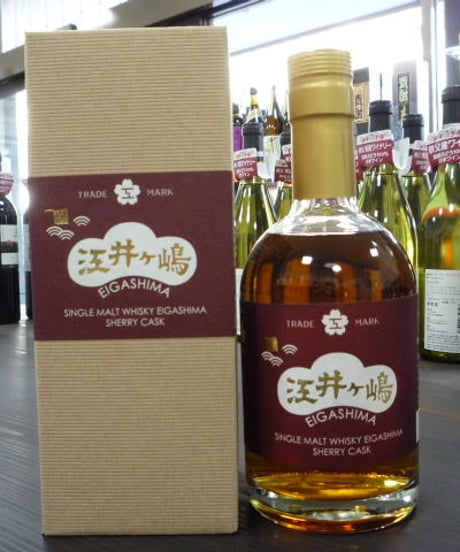 TRADE MARK
江井ヶ嶋
EIGASHIMA
SINGLE MALT WHISKY EIGASHIMA
SHERRY CASK
TRADE MARK
江井ヶ嶋
EIGASHIMA
SINGLE MALT WHISKY EIGASHIMA
SHERRY CASK